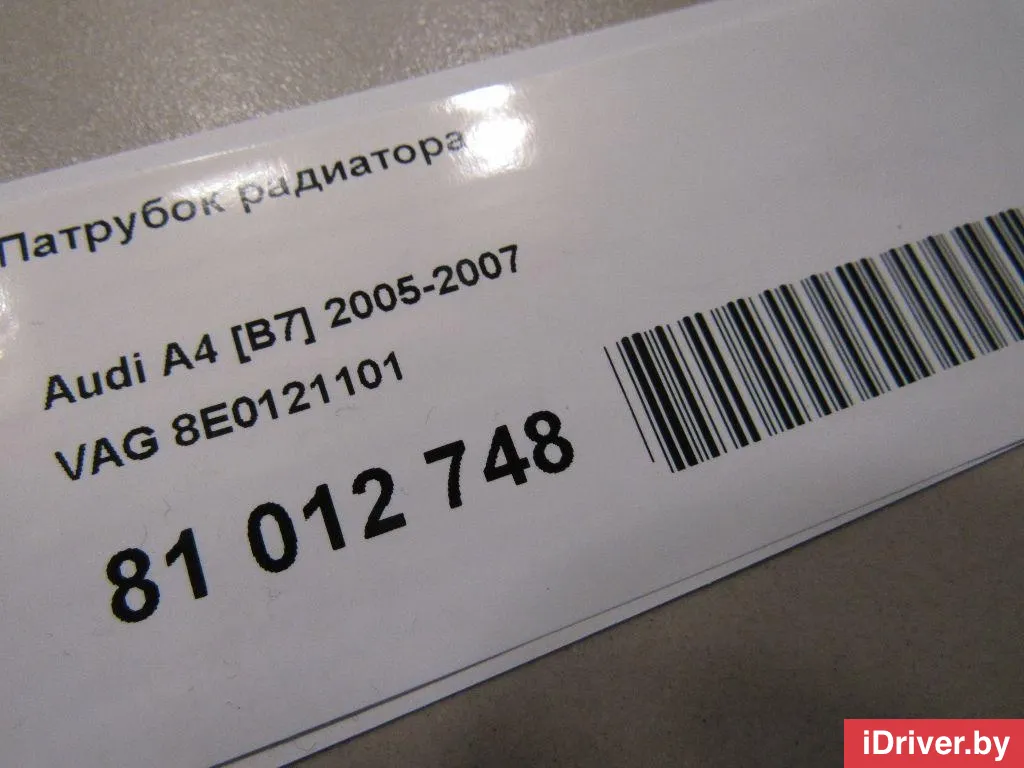 Патрубок радиатора
Audi A4 [B7] 2005-2007
VAG 8E0121101
81 012 748
iDriver.by